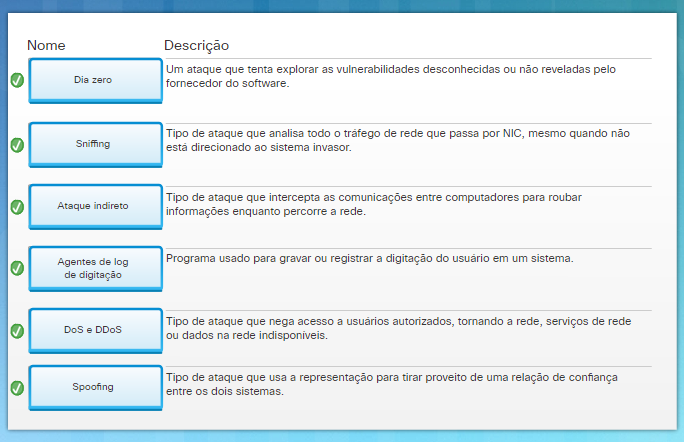 Nome Descrição
Dia zero
Um ataque que tenta explorar as vulnerabilidades desconhecidas ou não reveladas pelo
fornecedor do software.
Sniffing
Tipo de ataque que analisa todo o tráfego de rede que passa por NIC, mesmo quando não
está direcionado ao sistema invasor.
Ataque indireto
Tipo de ataque que intercepta as comunicações entre computadores para roubar
informações enquanto percorre a rede.
Agentes de log
de digitação
Programa usado para gravar ou registrar a digitação do usuário em um sistema.
DoS e DDoS
Tipo de ataque que nega acesso a usuários autorizados, tornando a rede, serviços de rede
ou dados na rede indisponíveis.
Spoofing
Tipo de ataque que usa a representação para tirar proveito de uma relação de confiança
entre os dois sistemas.